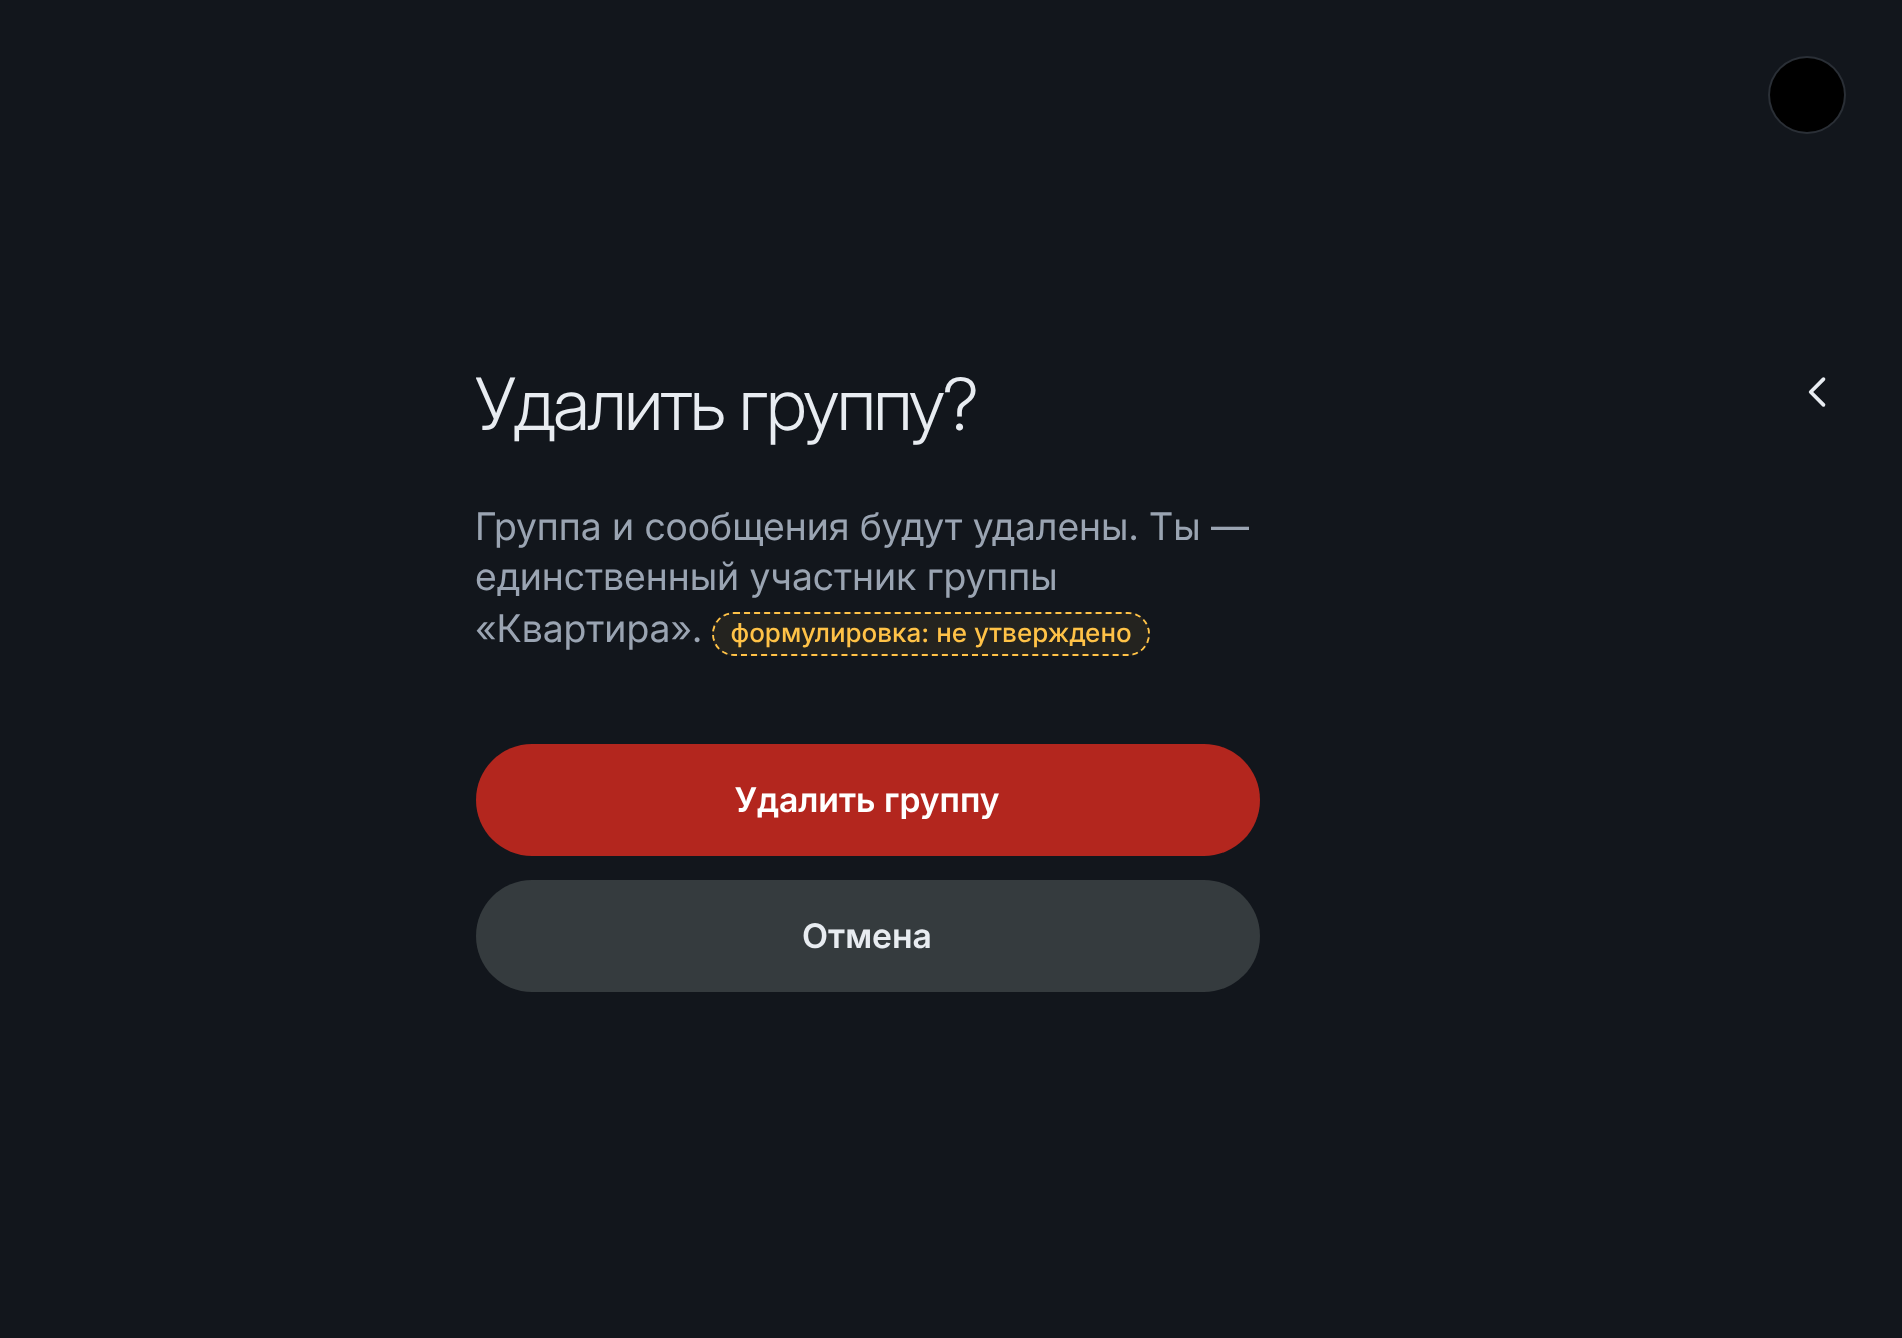 Удалить группу?
Группа и сообщения будут удалены. Ты —
единственный участник группы
«Квартира». формулировка: не утверждено
Удалить группу
Отмена